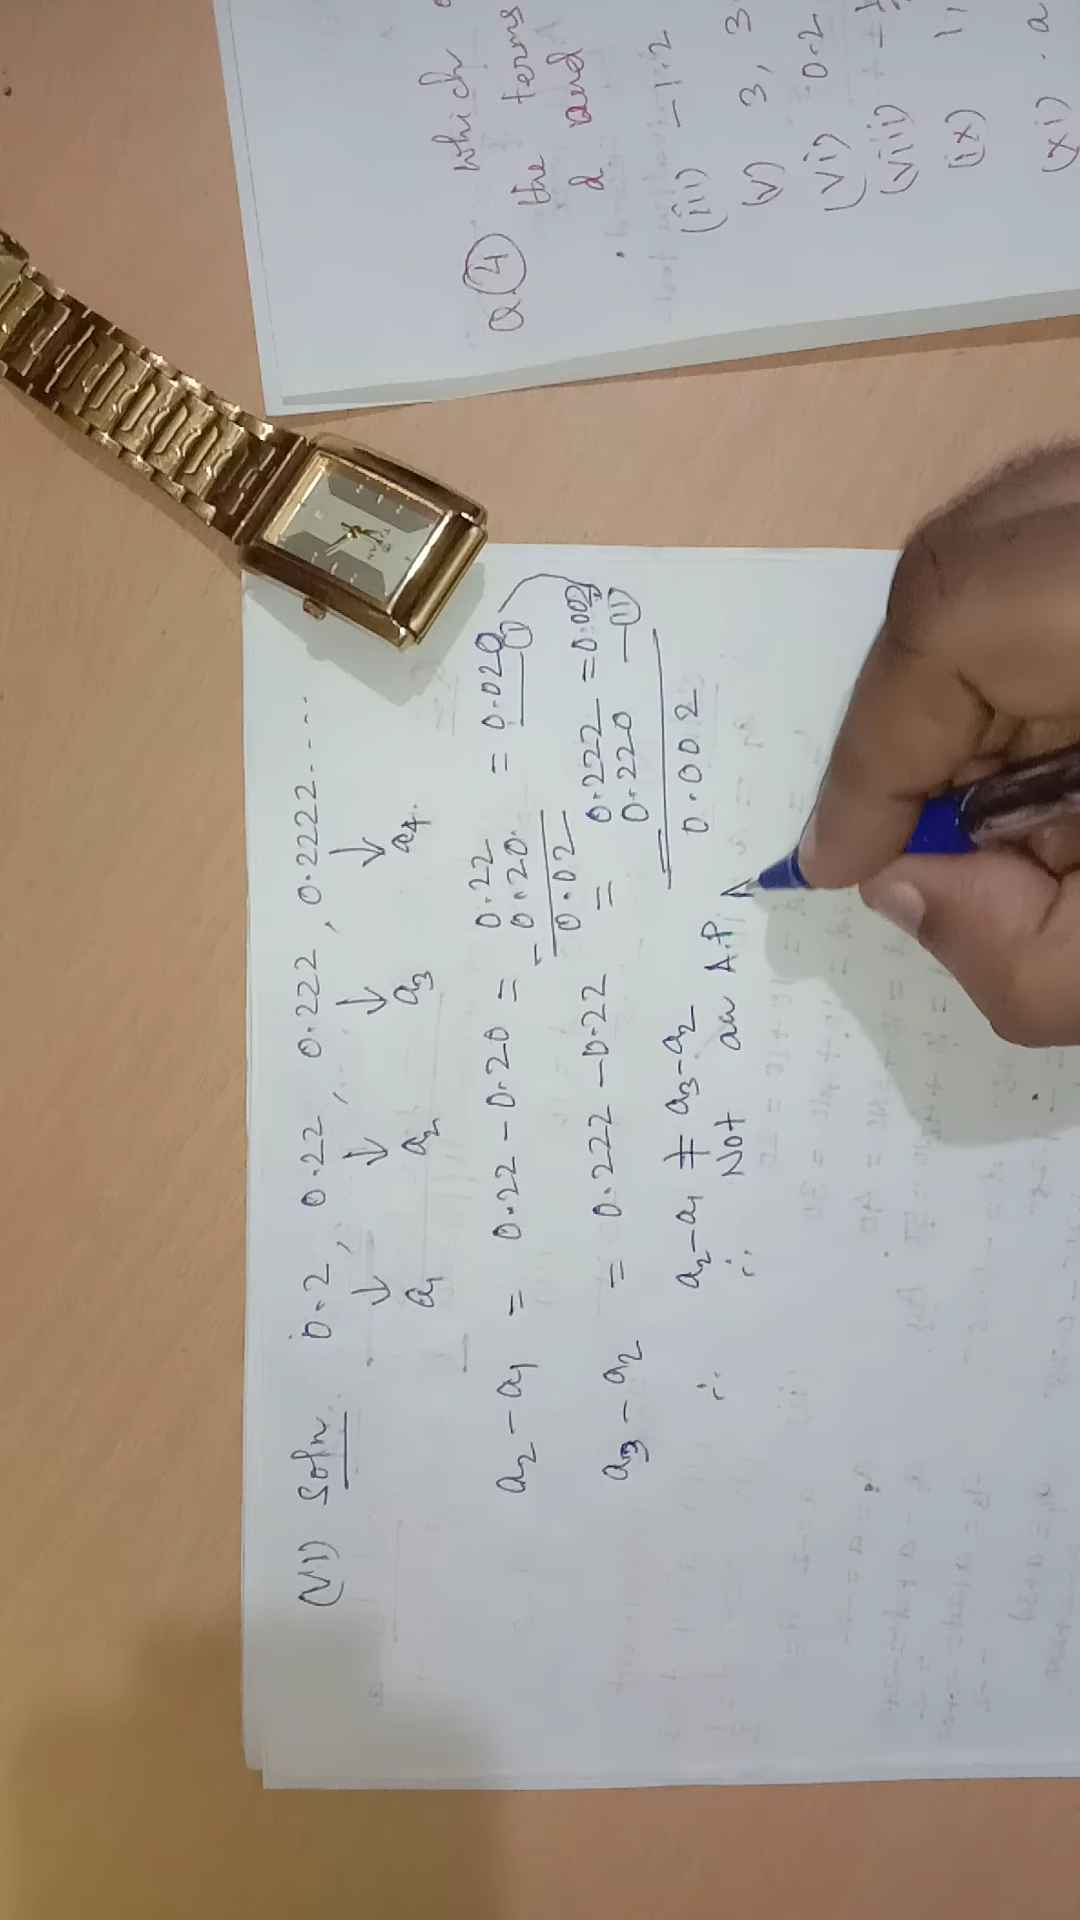 Q(4) which
the terms
a and
(iii) -1.2
(v) 3, 3
(vi) 0.2
(viii)
(ix) 1,
(xi) . a
(VI) Soln. 0.2, 0.22, 0.222, 0.2222.....
↓ ↓ ↓ ↓
a1 a2 a3 a4.
a2 - a1 = 0.22 - 0.20 = 0.22 = 0.020
- 0.20. (1)
0.02
a3 - a2 = 0.222 - 0.22 = 0.222 = 0.002
0.220 -(11)
0.002
∴ a2 - a1 ≠ a3 - a2
∴ Not an A.P